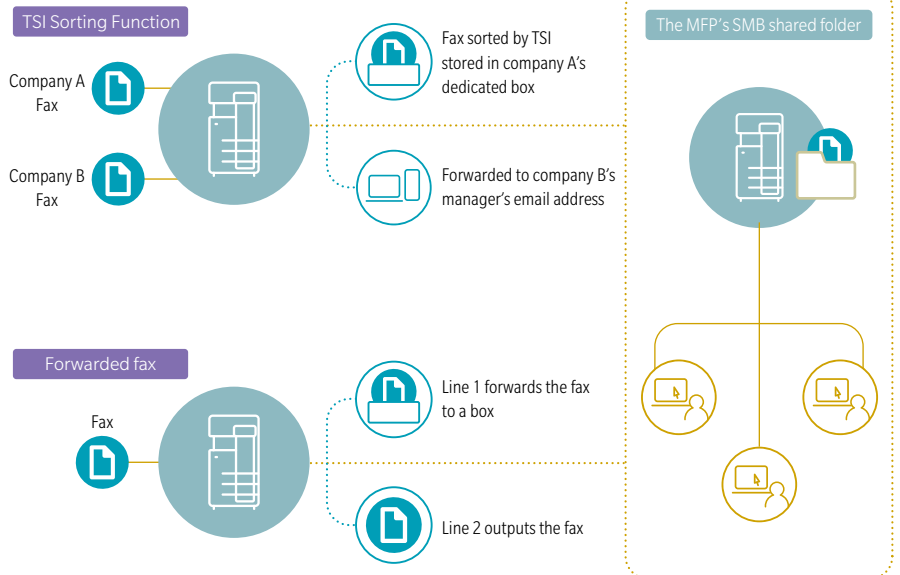 TSI Sorting Function
Company A
Fax
Company B
Fax
Fax sorted by TSI
stored in company A's
dedicated box
Forwarded to company B's
manager's email address
Forwarded fax
Fax
Line 1 forwards the fax
to a box
Line 2 outputs the fax
The MFP's SMB shared folder